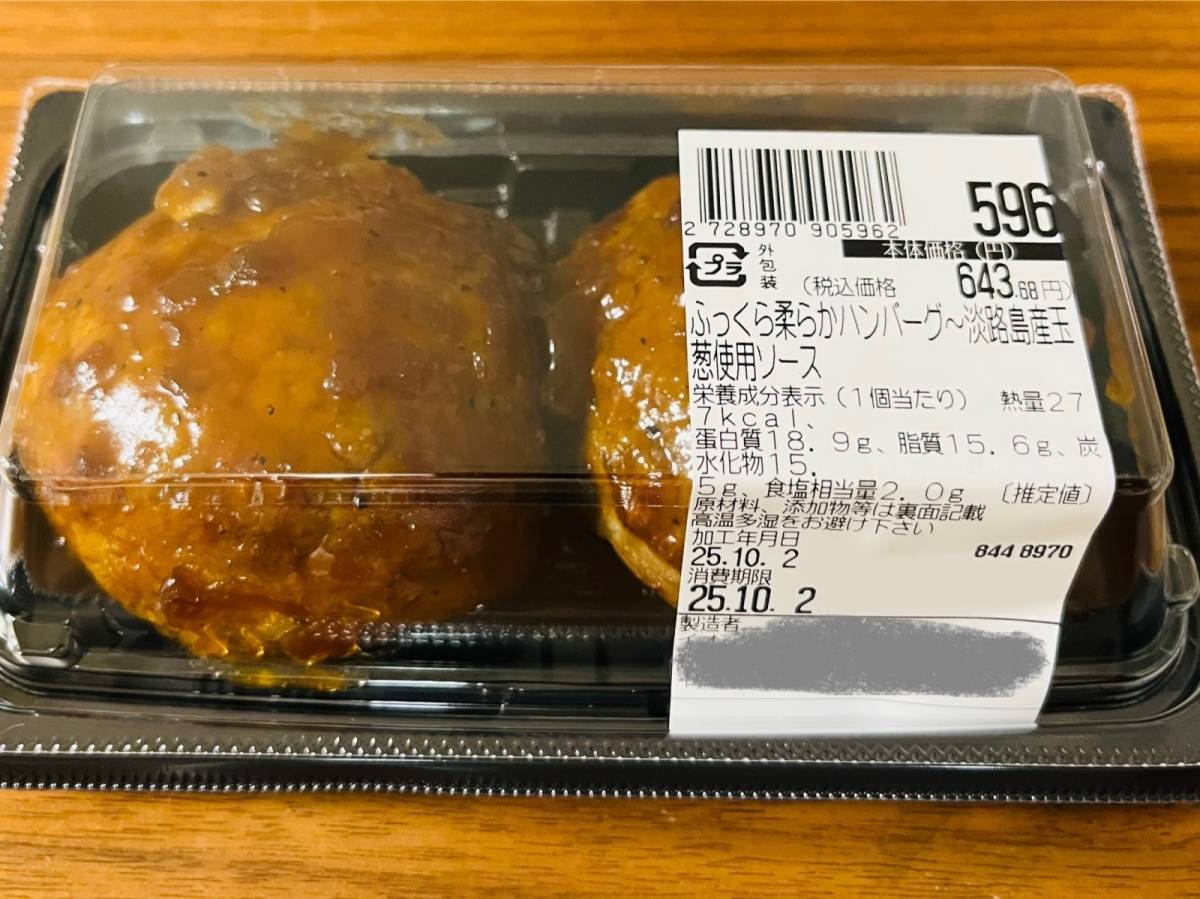 2 728970 905962
596
本体価格(円)
プラ
外包装
(税込価格 643.68円)
ふっくら柔らかハンバーグ~淡路島産玉
葱使用ソース
栄養成分表示(1個当たり) 熱量27
7kcal、
蛋白質18.9g、脂質15.6g、炭
水化物15.
5g、食塩相当量2.0g 〔推定値〕
原材料、添加物等は裏面記載
高温多湿をお避け下さい
加工年月日
25.10. 2
844 8970
消費期限
25.10. 2
製造者